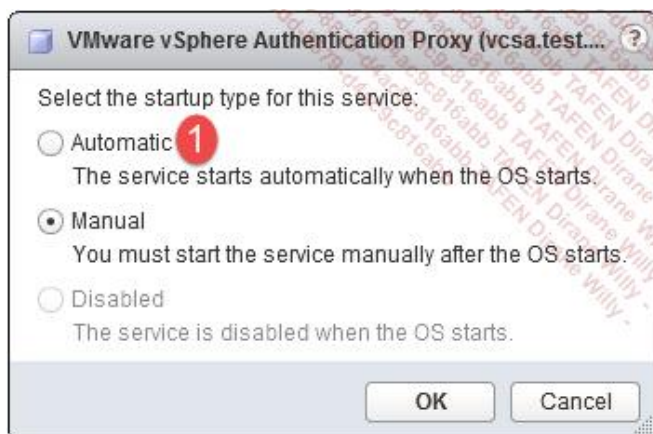 VMware vSphere Authentication Proxy (vcsa.test.... ?
Select the startup type for this service:
Automatic 1
The service starts automatically when the OS starts.
Manual
You must start the service manually after the OS starts.
Disabled
The service is disabled when the OS starts.
OK Cancel